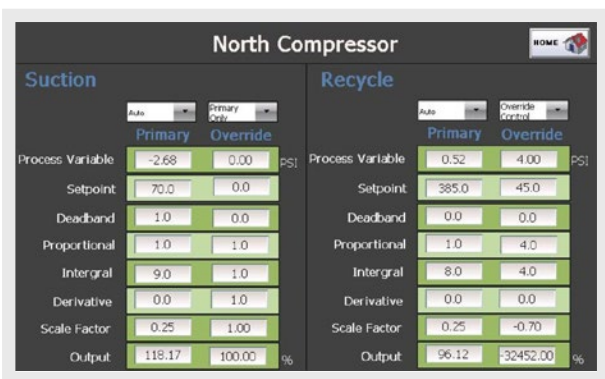 North Compressor
HOME
Suction
Recycle
Auto
Primary Only
Auto
Override Control
Primary Override
Primary Override
Process Variable -2.68 0.00 PSI
Process Variable 0.52 4.00 PSI
Setpoint 70.0 0.0
Setpoint 385.0 45.0
Deadband 1.0 0.0
Deadband 0.0 0.0
Proportional 1.0 1.0
Proportional 1.0 4.0
Intergral 9.0 1.0
Intergral 8.0 4.0
Derivative 0.0 1.0
Derivative 0.0 0.0
Scale Factor 0.25 1.00
Scale Factor 0.25 -0.70
Output 118.17 100.00 %
Output 96.12 -32452.00 %